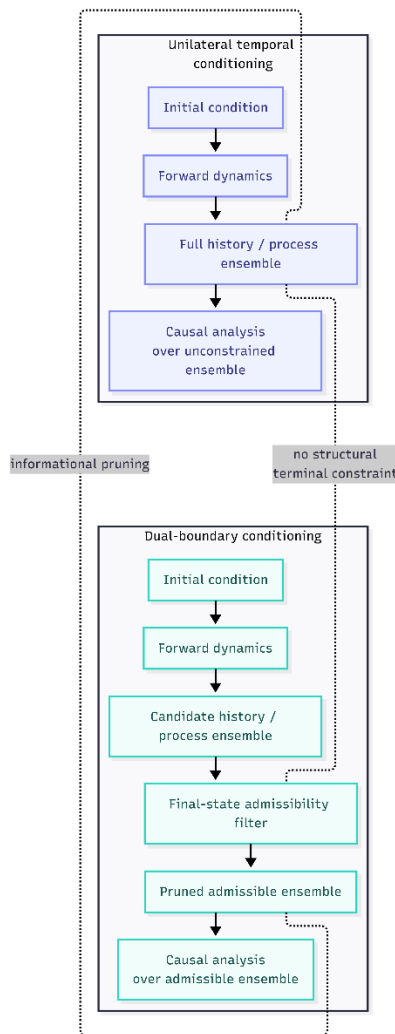 Unilateral temporal
conditioning
Initial condition
Forward dynamics
Full history / process
ensemble
Causal analysis
over unconstrained
ensemble
informational pruning
no structural
terminal constraint
Dual-boundary conditioning
Initial condition
Forward dynamics
Candidate history /
process ensemble
Final-state admissibility
filter
Pruned admissible ensemble
Causal analysis
over admissible ensemble